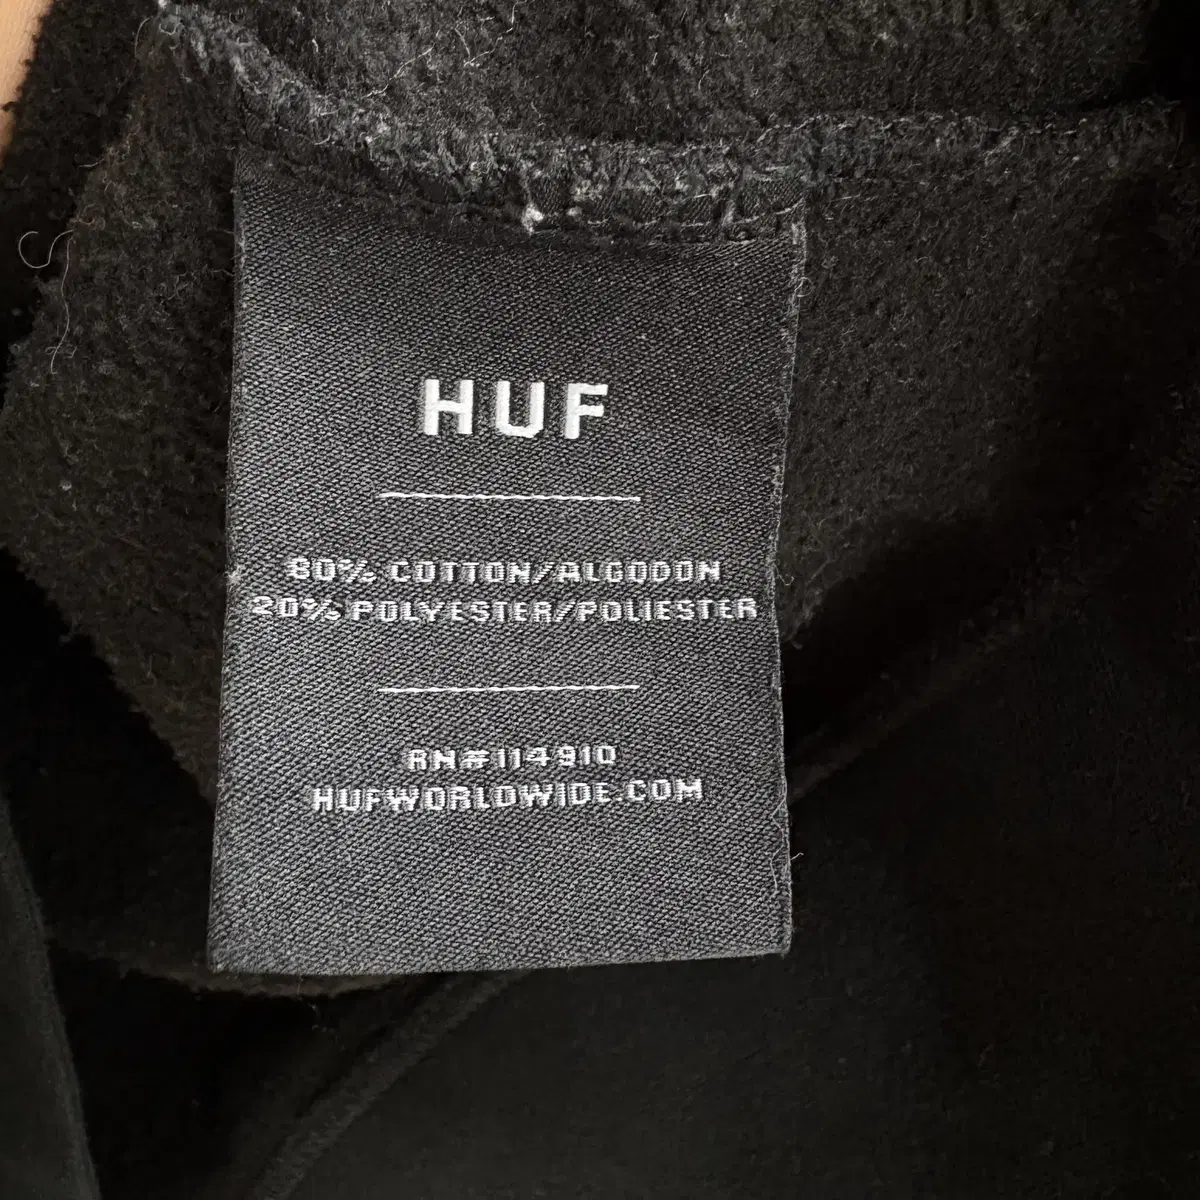 HUF
80% COTTON/ALGODON
20% POLYESTER/POLIESTER
RN#114910
HUFWORLDWIDE.COM